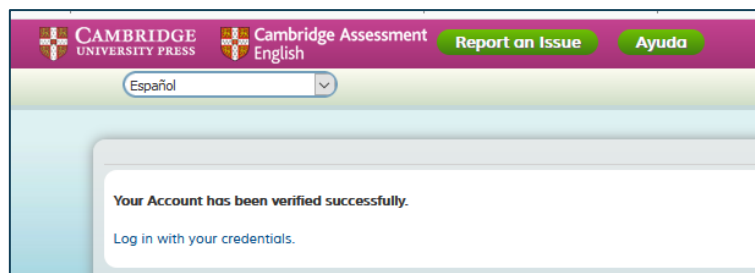 CAMBRIDGE
UNIVERSITY PRESS
Cambridge Assessment
English
Report an Issue
Ayuda
Español
Your Account has been verified successfully.
Log in with your credentials.